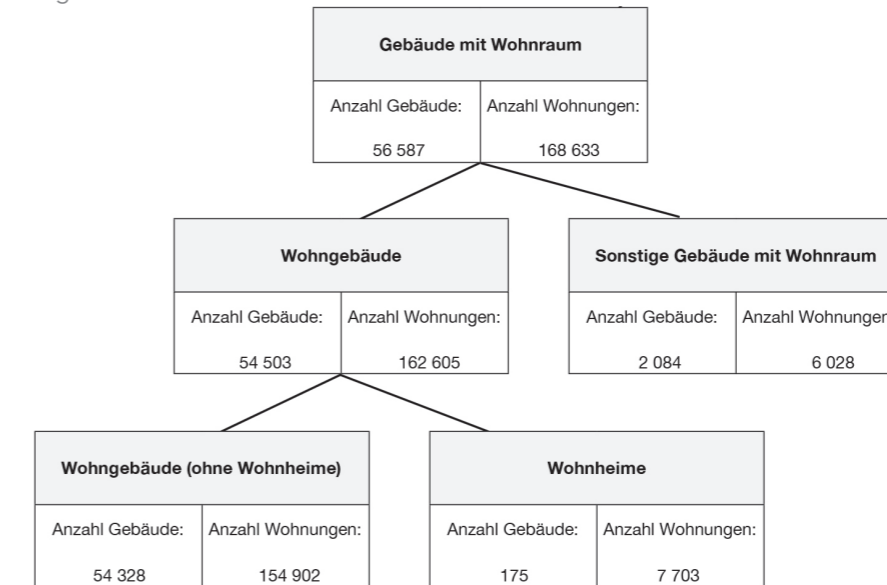 Gebäude mit Wohnraum
Anzahl Gebäude: Anzahl Wohnungen:
56 587 168 633
Wohngebäude Sonstige Gebäude mit Wohnraum
Anzahl Gebäude: Anzahl Wohnungen: Anzahl Gebäude: Anzahl Wohnungen
54 503 162 605 2 084 6 028
Wohngebäude (ohne Wohnheime) Wohnheime
Anzahl Gebäude: Anzahl Wohnungen: Anzahl Gebäude: Anzahl Wohnungen:
54 328 154 902 175 7 703